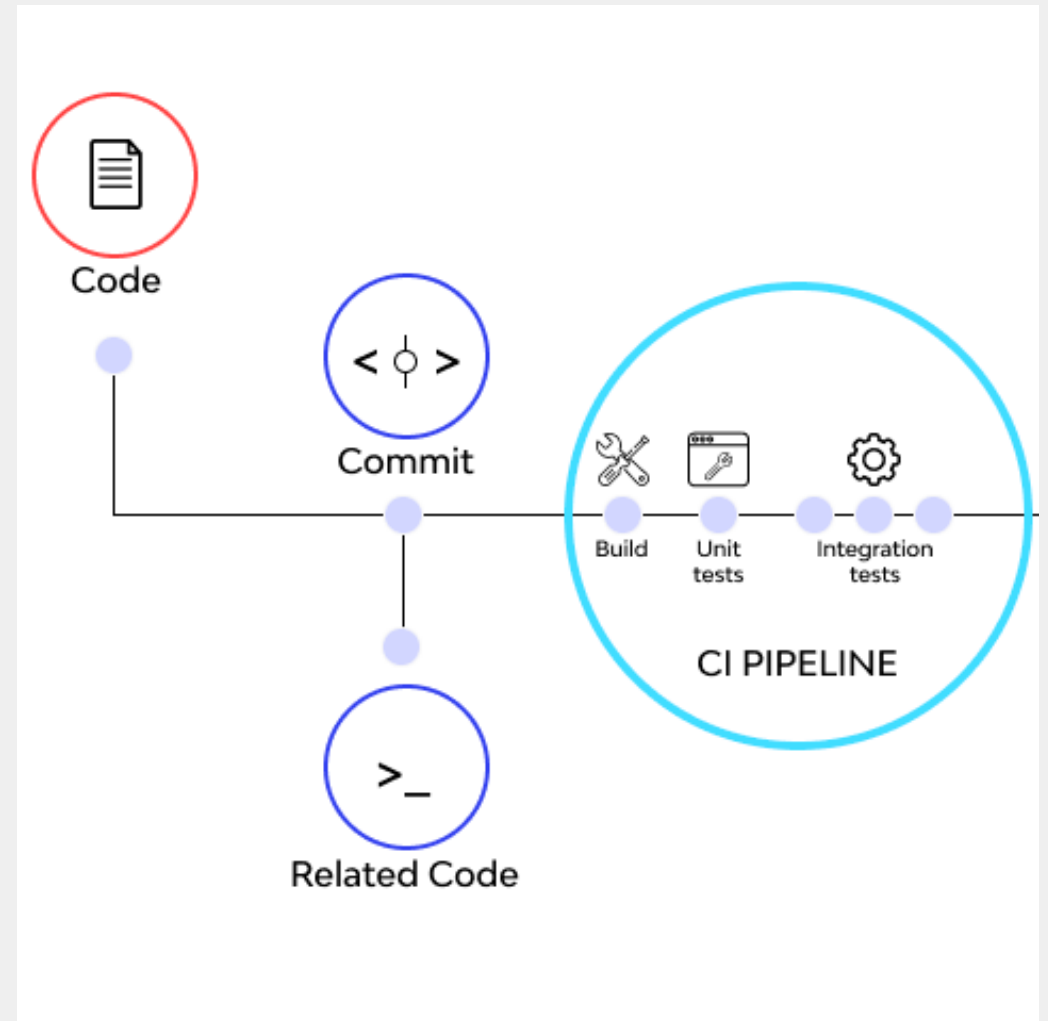 Code
< >
Commit
Build
Unit
tests
Integration
tests
CI PIPELINE
>_
Related Code